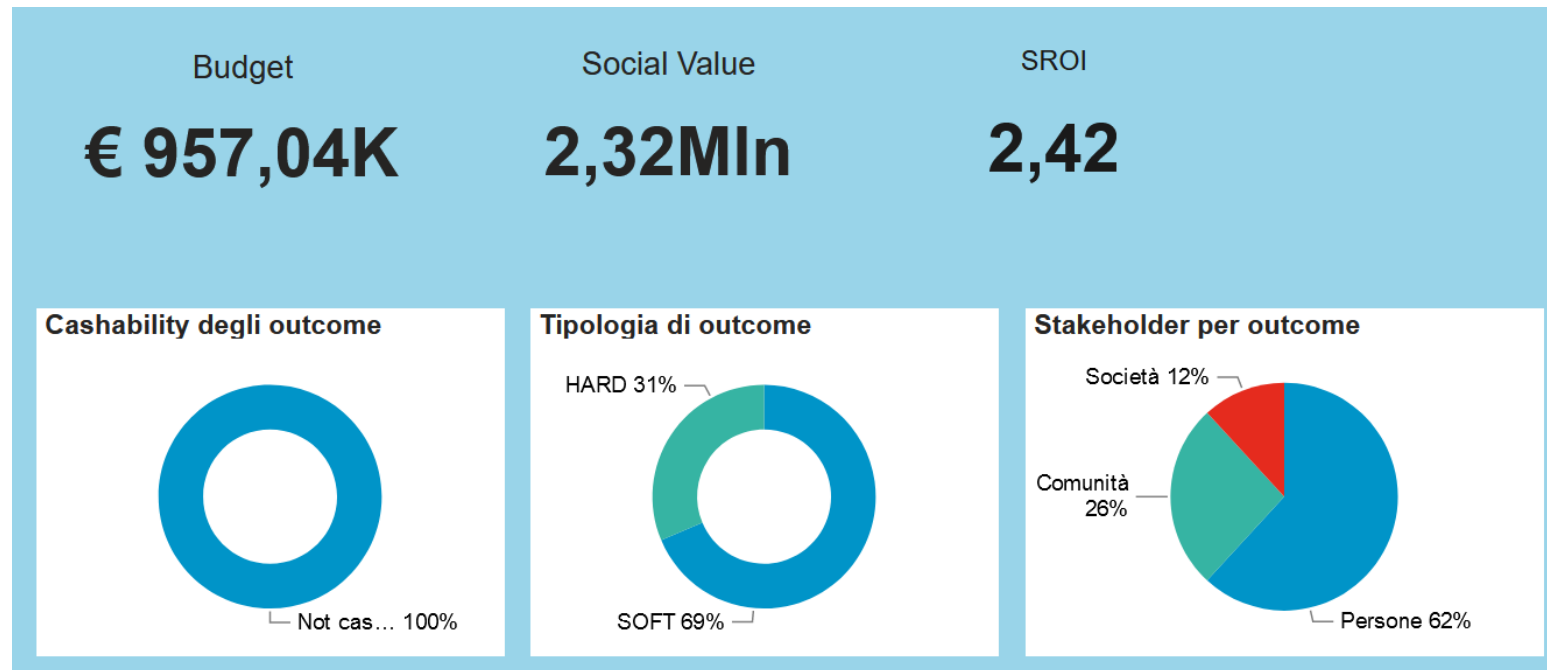 Budget
Social Value
SROI
€ 957,04K
2,32Mln
2,42
Cashability degli outcome
Not cas... 100%
Tipologia di outcome
HARD 31%
SOFT 69%
Stakeholder per outcome
Società 12%
Comunità
26%
Persone 62%